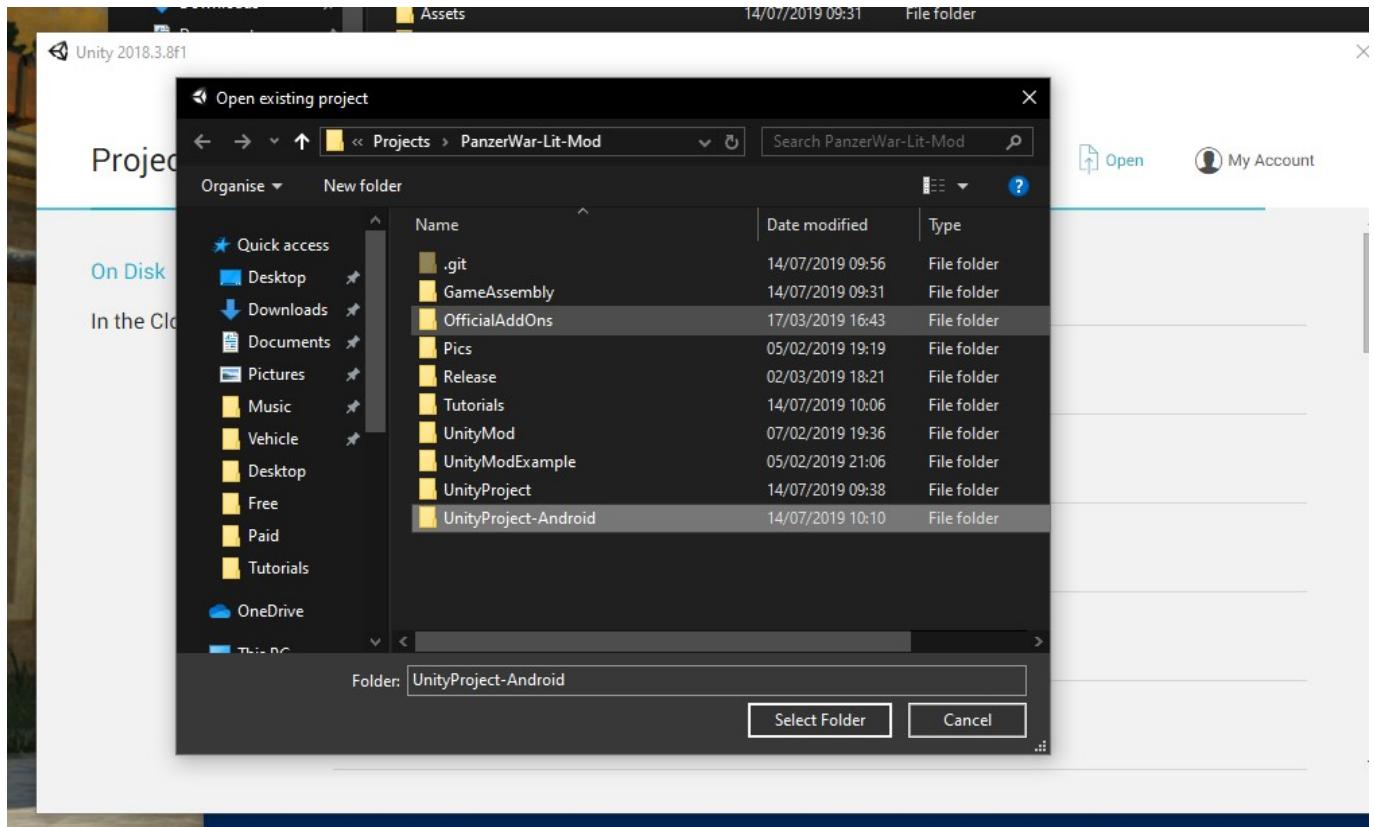 Assets 14/07/2019 09:31 File folder
Unity 2018.3.8f1
Open existing project
« Projects › PanzerWar-Lit-Mod Search PanzerWar-Lit-Mod
Projec Open My Account
Organise New folder
Name Date modified Type
Quick access
.git 14/07/2019 09:56 File folder
On Disk Desktop
GameAssembly 14/07/2019 09:31 File folder
Downloads
OfficialAddOns 17/03/2019 16:43 File folder
In the Clo Documents
Pics 05/02/2019 19:19 File folder
Pictures
Release 02/03/2019 18:21 File folder
Music
Tutorials 14/07/2019 10:06 File folder
Vehicle
UnityMod 07/02/2019 19:36 File folder
Desktop
UnityModExample 05/02/2019 21:06 File folder
Free
UnityProject 14/07/2019 09:38 File folder
UnityProject-Android 14/07/2019 10:10 File folder
Paid
Tutorials
OneDrive
This PC
Folder: UnityProject-Android
Select Folder Cancel